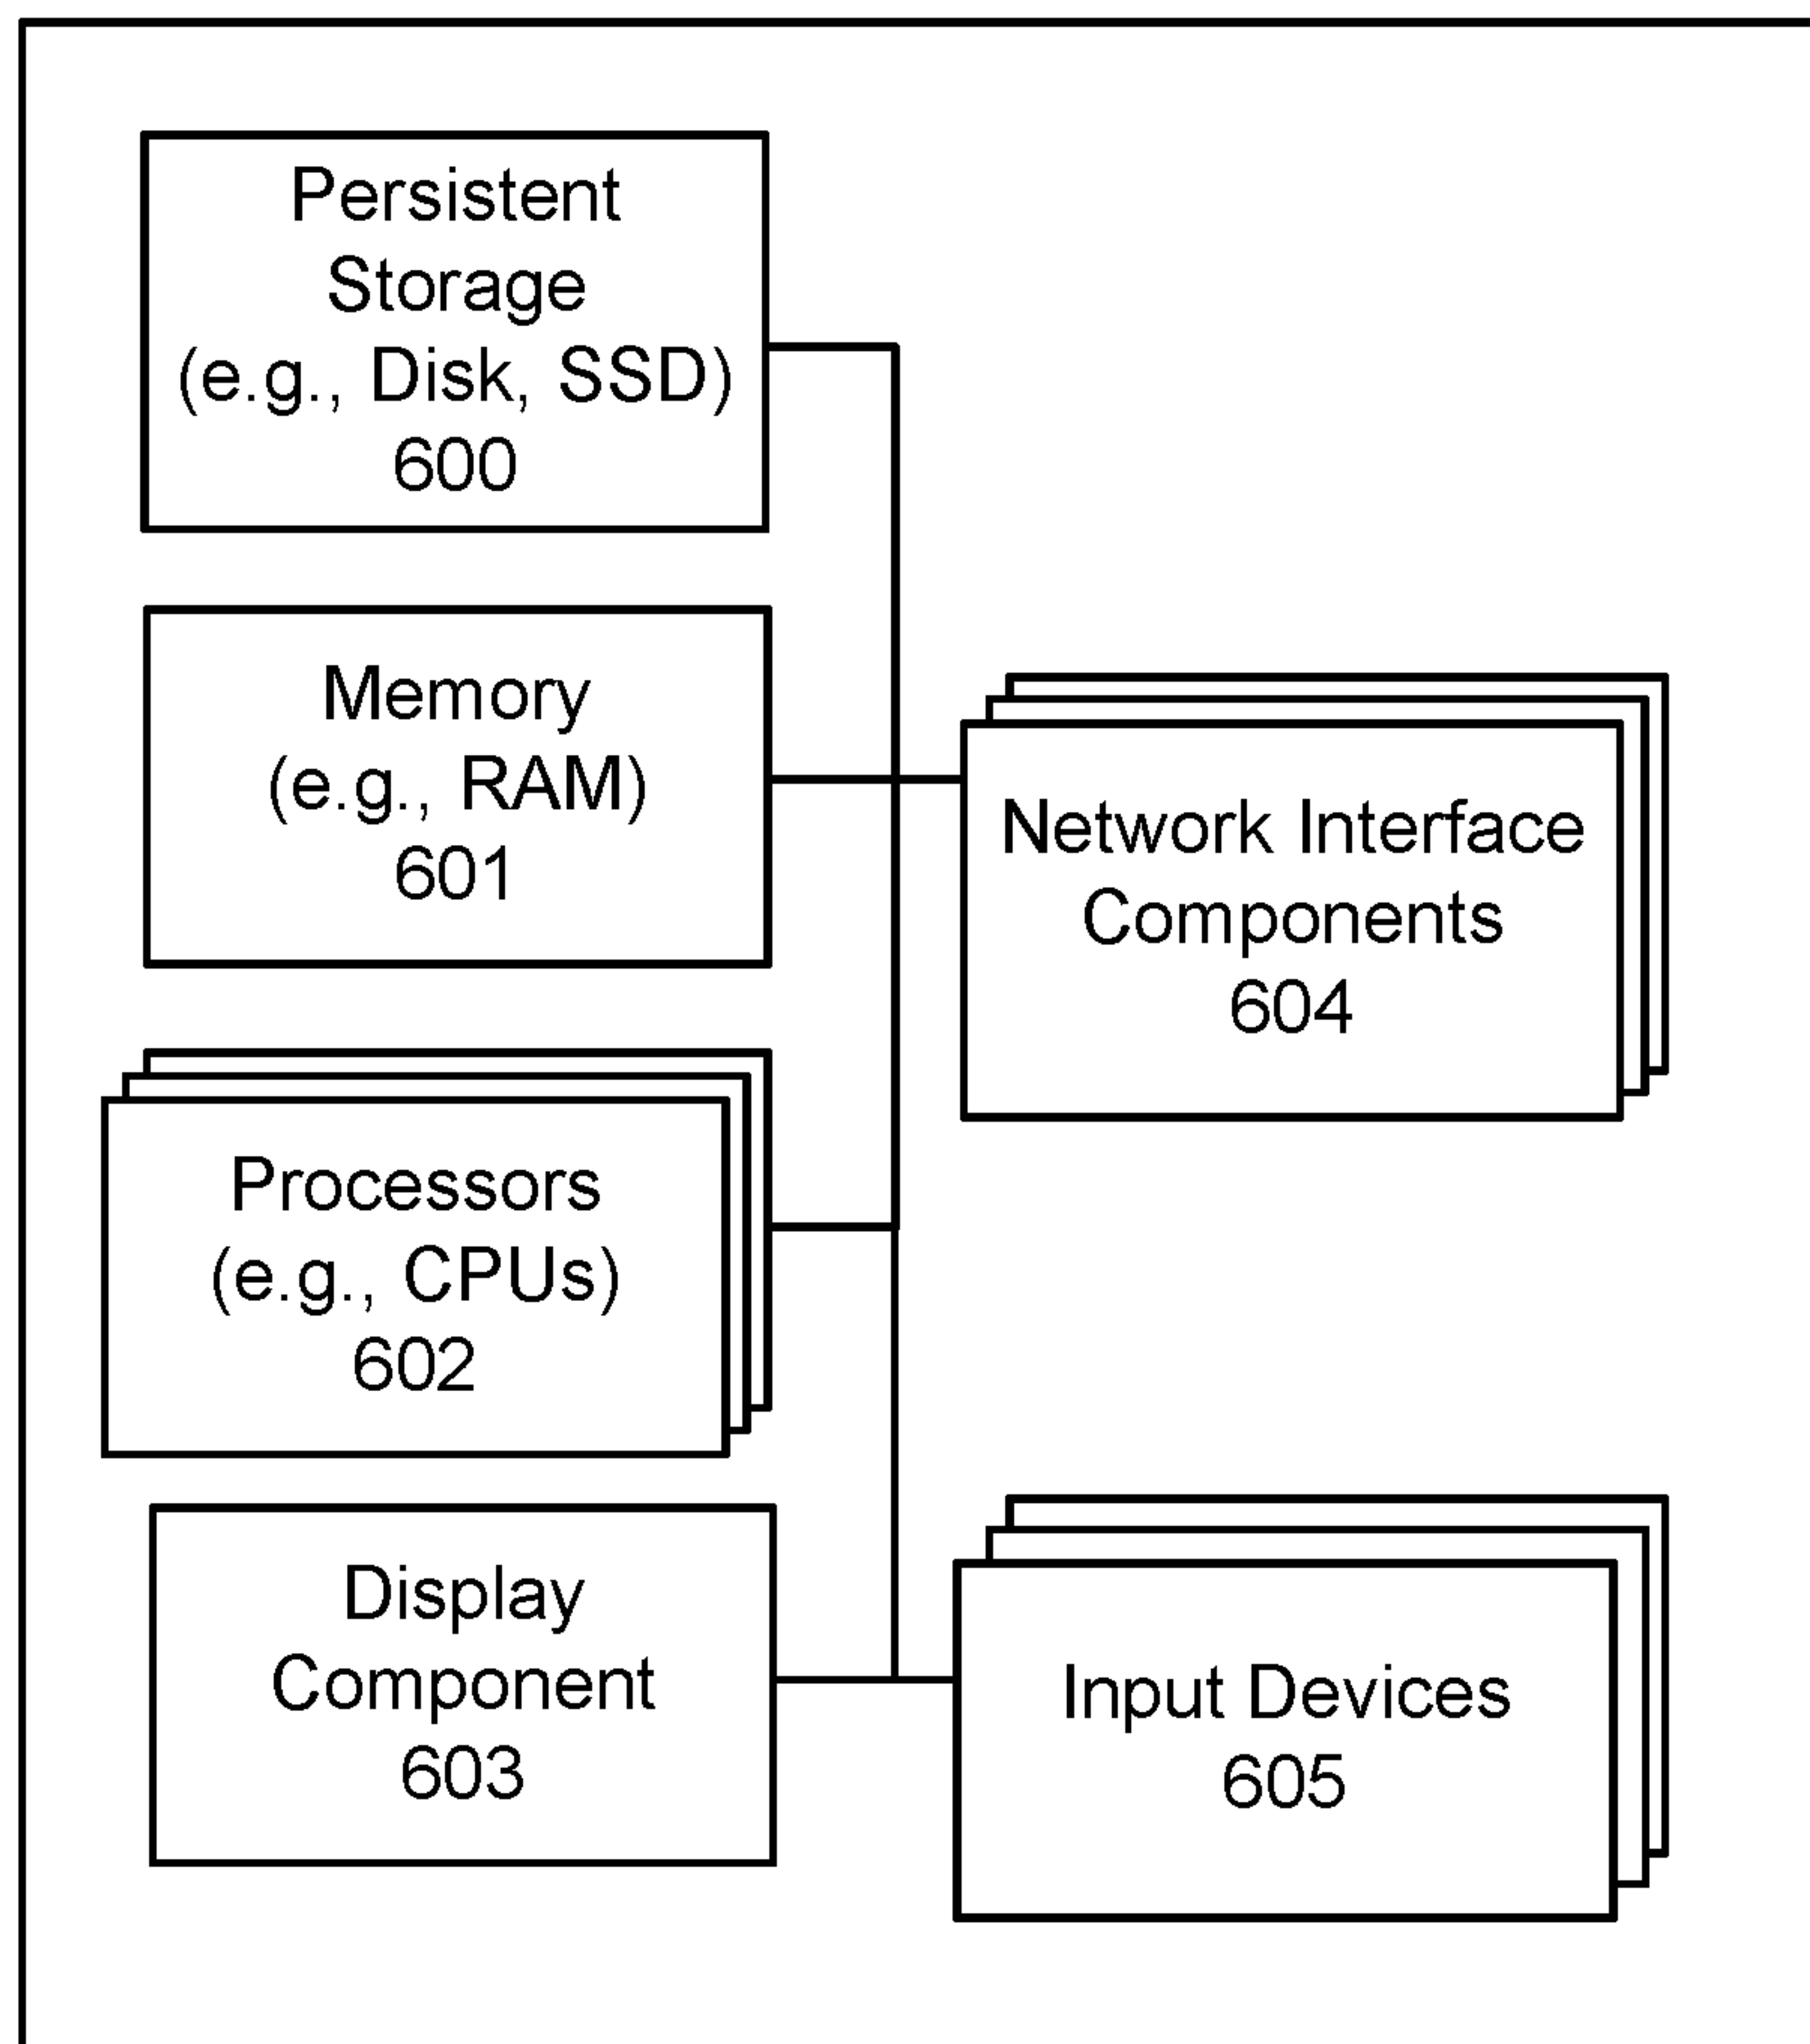 Persistent
Storage
(e.g., Disk, SSD)
600
Memory
(e.g., RAM)
601
Processors
(e.g., CPUs)
602
Display
Component
603
Network Interface
Components
604
Input Devices
605